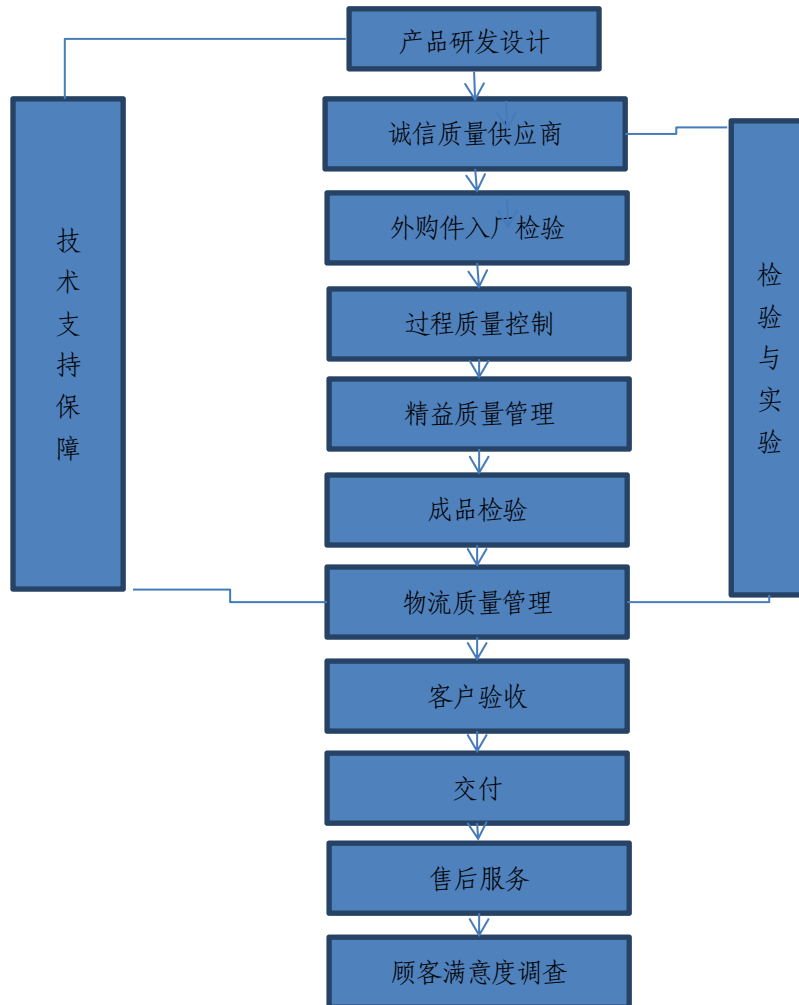 产品研发设计
诚信质量供应商
外购件入厂检验
过程质量控制
精益质量管理
成品检验
物流质量管理
客户验收
交付
售后服务
顾客满意度调查
技术支持保障
检验与实验